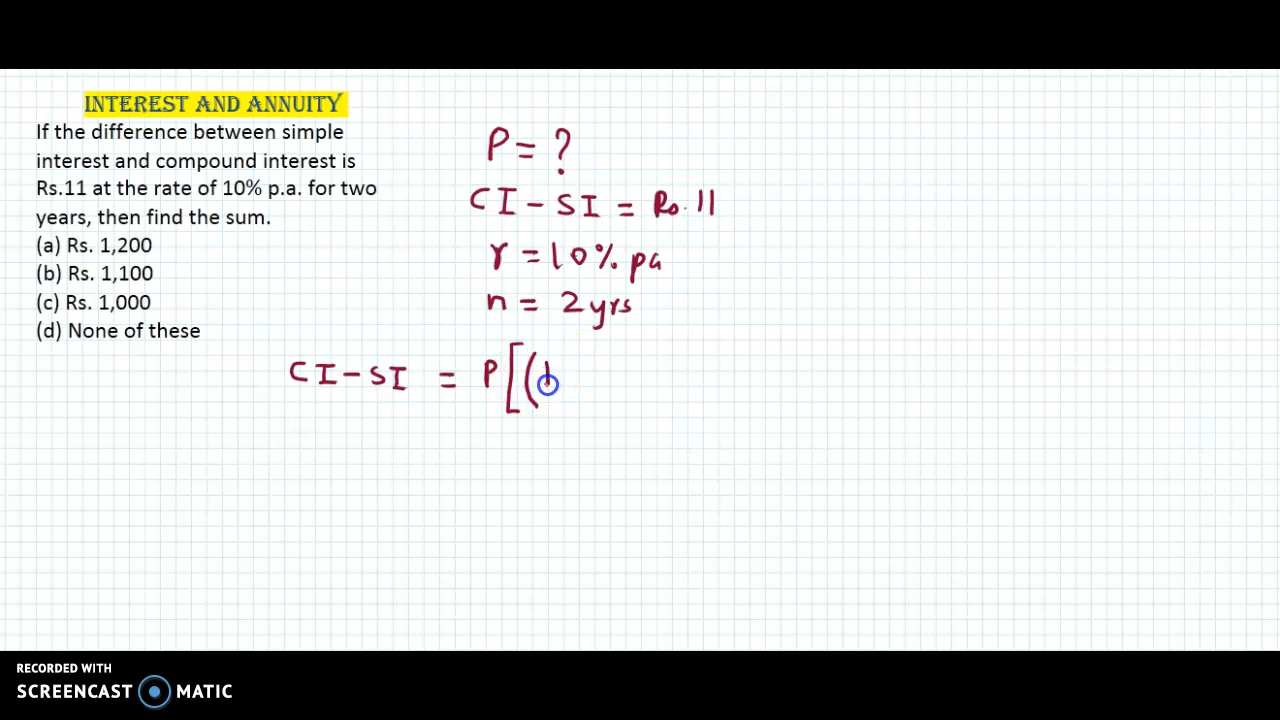 INTEREST AND ANNUITY
If the difference between simple
interest and compound interest is
Rs.11 at the rate of 10% p.a. for two
years, then find the sum.
(a) Rs. 1,200
(b) Rs. 1,100
(c) Rs. 1,000
(d) None of these
P = ?
CI - SI = Rs. 11
r = 10% pa
n = 2 yrs
CI - SI = P [ ( 1
RECORDED WITH
SCREENCAST MATIC